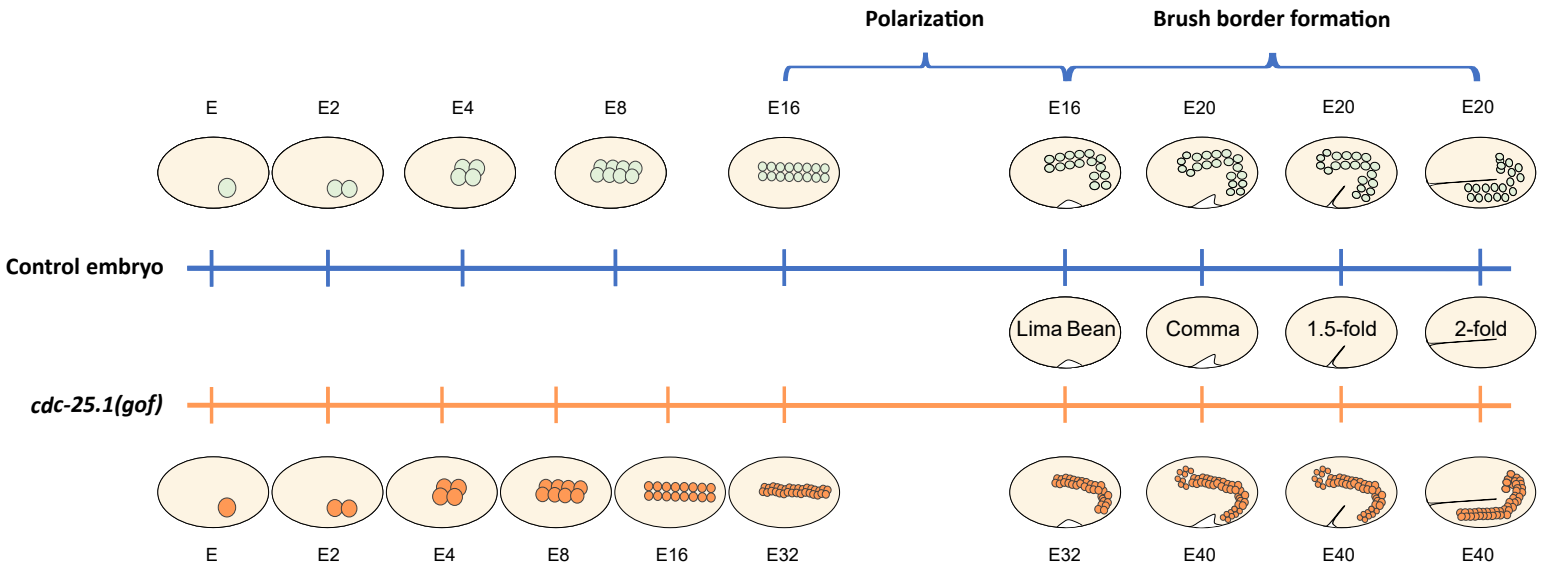 Polarization
Brush border formation
E
E2
E4
E8
E16
E16
E20
E20
E20
Control embryo
Lima Bean
Comma
1.5-fold
2-fold
cdc-25.1(gof)
E
E2
E4
E8
E16
E32
E32
E40
E40
E40